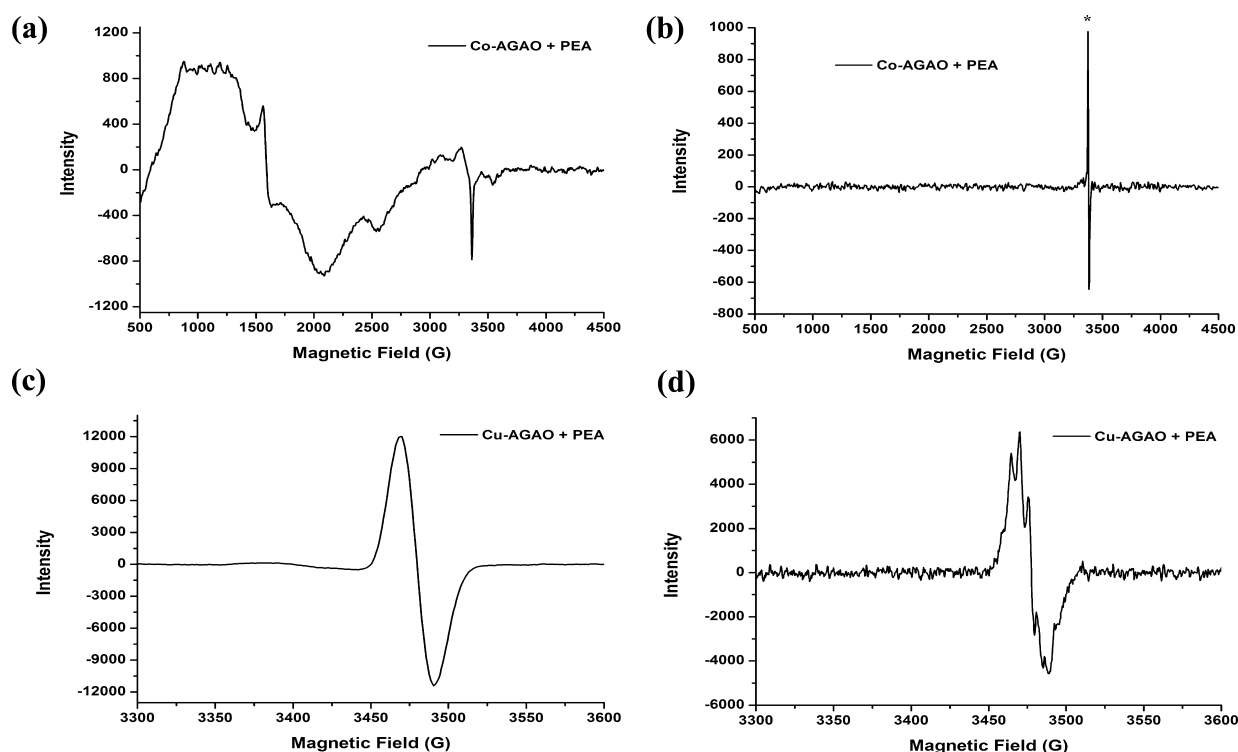 (a)
Co-AGAO + PEA
1200
800
400
0
-400
-800
-1200
Intensity
500 1000 1500 2000 2500 3000 3500 4000 4500
Magnetic Field (G)
(b)
*
Co-AGAO + PEA
1000
800
600
400
200
0
-200
-400
-600
-800
Intensity
500 1000 1500 2000 2500 3000 3500 4000 4500
Magnetic Field (G)
(c)
Cu-AGAO + PEA
12000
9000
6000
3000
0
-3000
-6000
-9000
-12000
Intensity
3300 3350 3400 3450 3500 3550 3600
Magnetic Field (G)
(d)
Cu-AGAO + PEA
6000
4000
2000
0
-2000
-4000
-6000
Intensity
3300 3350 3400 3450 3500 3550 3600
Magnetic Field (G)